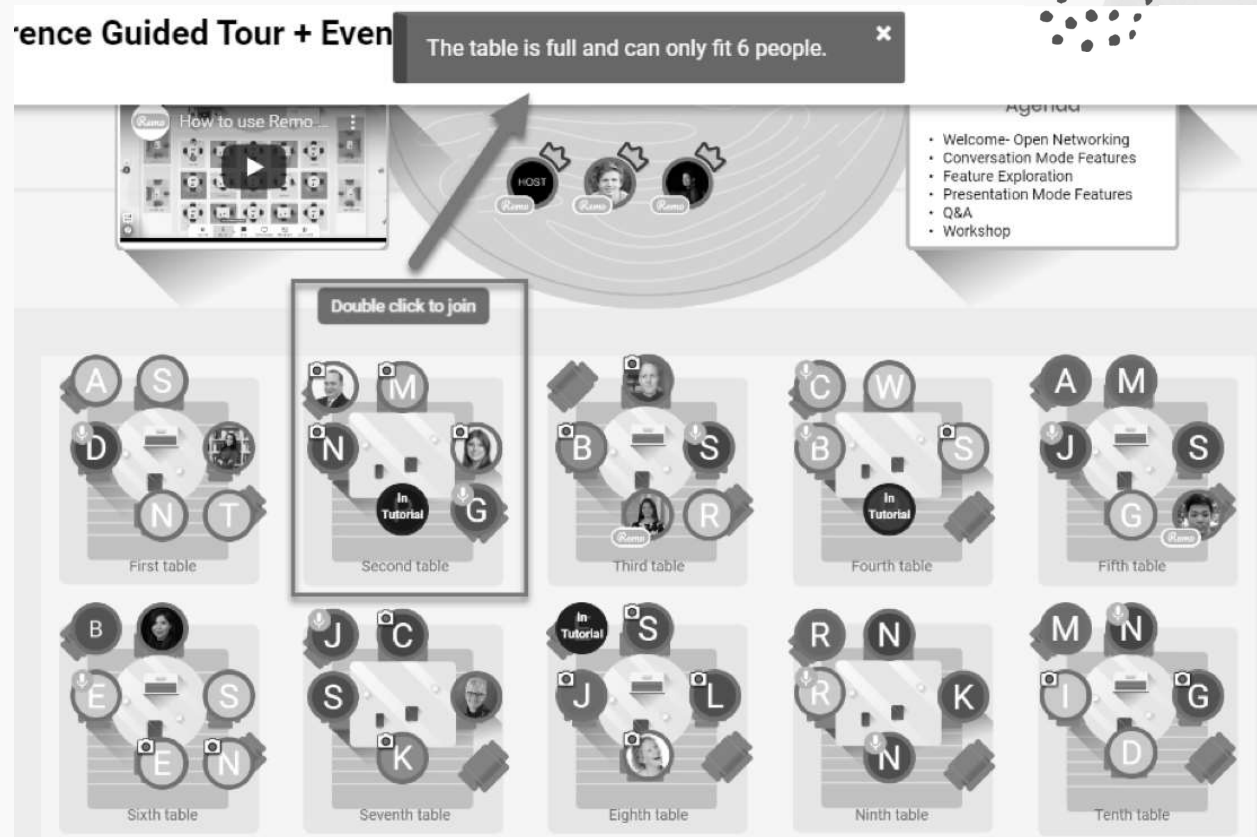 rence Guided Tour + Even
The table is full and can only fit 6 people.
×
Remo
How to use Remo ...
Agenda
• Welcome- Open Networking
• Conversation Mode Features
• Feature Exploration
• Presentation Mode Features
• Q&A
• Workshop
HOST
Remo
Remo
Remo
Double click to join
A S
D
N T
First table
M
N
In
Tutorial
G
Second table
B S
R
Remo
Third table
C W
B S
In
Tutorial
Fourth table
A M
J S
G
Remo
Fifth table
B
E S
E N
Sixth table
J C
S
K
Seventh table
In
Tutorial
S
J L
Eighth table
R N
R K
N
Ninth table
M N
I G
D
Tenth table